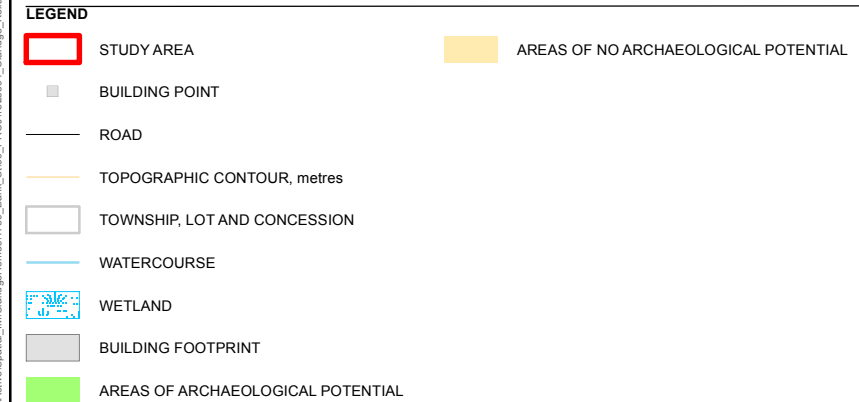 LEGEND
STUDY AREA
BUILDING POINT
ROAD
TOPOGRAPHIC CONTOUR, metres
TOWNSHIP, LOT AND CONCESSION
WATERCOURSE
WETLAND
BUILDING FOOTPRINT
AREAS OF ARCHAEOLOGICAL POTENTIAL
AREAS OF NO ARCHAEOLOGICAL POTENTIAL